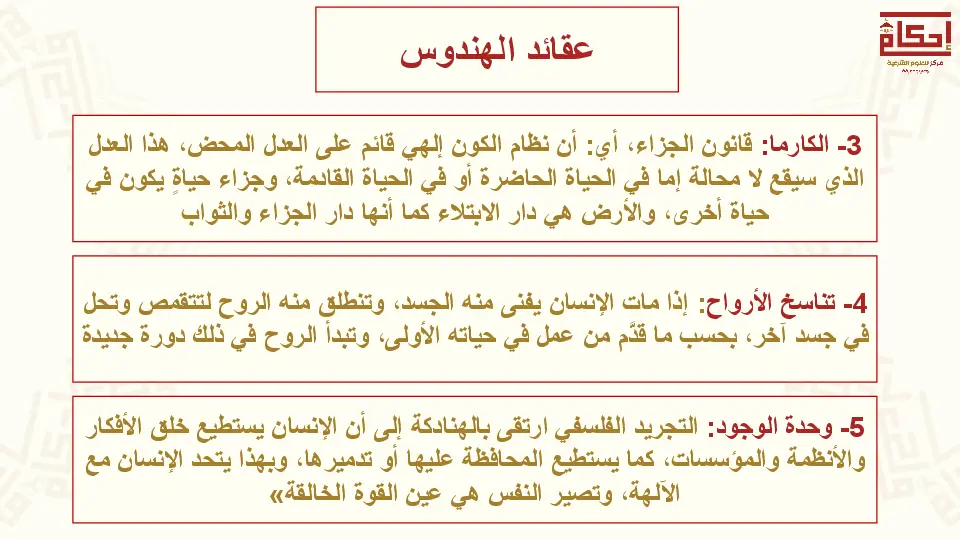 عقائد الهندوس
إحكام
مركز للعلوم الشرعية
3- الكارما: قانون الجزاء، أي: أن نظام الكون إلهي قائم على العدل المحض، هذا العدل
الذي سيقع لا محالة إما في الحياة الحاضرة أو في الحياة القادمة، وجزاء حياةٍ يكون في
حياة أخرى، والأرض هي دار الابتلاء كما أنها دار الجزاء والثواب
4- تناسخ الأرواح: إذا مات الإنسان يفنى منه الجسد، وتنطلق منه الروح لتتقمص وتحل
في جسد آخر، بحسب ما قدَّم من عمل في حياته الأولى، وتبدأ الروح في ذلك دورة جديدة
5- وحدة الوجود: التجريد الفلسفي ارتقى بالهنادكة إلى أن الإنسان يستطيع خلق الأفكار
والأنظمة والمؤسسات، كما يستطيع المحافظة عليها أو تدميرها، وبهذا يتحد الإنسان مع
الآلهة، وتصير النفس هي عين القوة الخالقة»